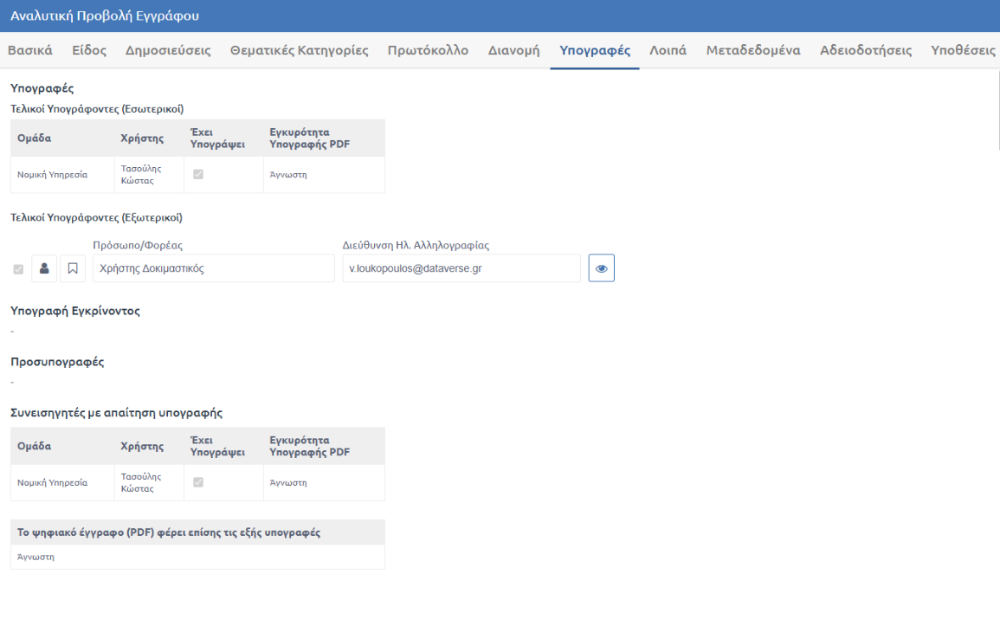 Αναλυτική Προβολή Εγγράφου
Βασικά Είδος Δημοσιεύσεις Θεματικές Κατηγορίες Πρωτόκολλο Διανομή Υπογραφές Λοιπά Μεταδεδομένα Αδειοδοτήσεις Υποθέσεις
Υπογραφές
Τελικοί Υπογράφοντες (Εσωτερικοί)
Ομάδα Χρήστης Έχει Υπογράψει Εγκυρότητα Υπογραφής PDF
Νομική Υπηρεσία Τασούλης Κώστας Άγνωστη
Τελικοί Υπογράφοντες (Εξωτερικοί)
Πρόσωπο/Φορέας Διεύθυνση Ηλ. Αλληλογραφίας
Χρήστης Δοκιμαστικός v.loukopoulos@dataverse.gr
Υπογραφή Εγκρίνοντος
-
Προσυπογραφές
-
Συνεισηγητές με απαίτηση υπογραφής
Ομάδα Χρήστης Έχει Υπογράψει Εγκυρότητα Υπογραφής PDF
Νομική Υπηρεσία Τασούλης Κώστας Άγνωστη
Το ψηφιακό έγγραφο (PDF) φέρει επίσης τις εξής υπογραφές
Άγνωστη